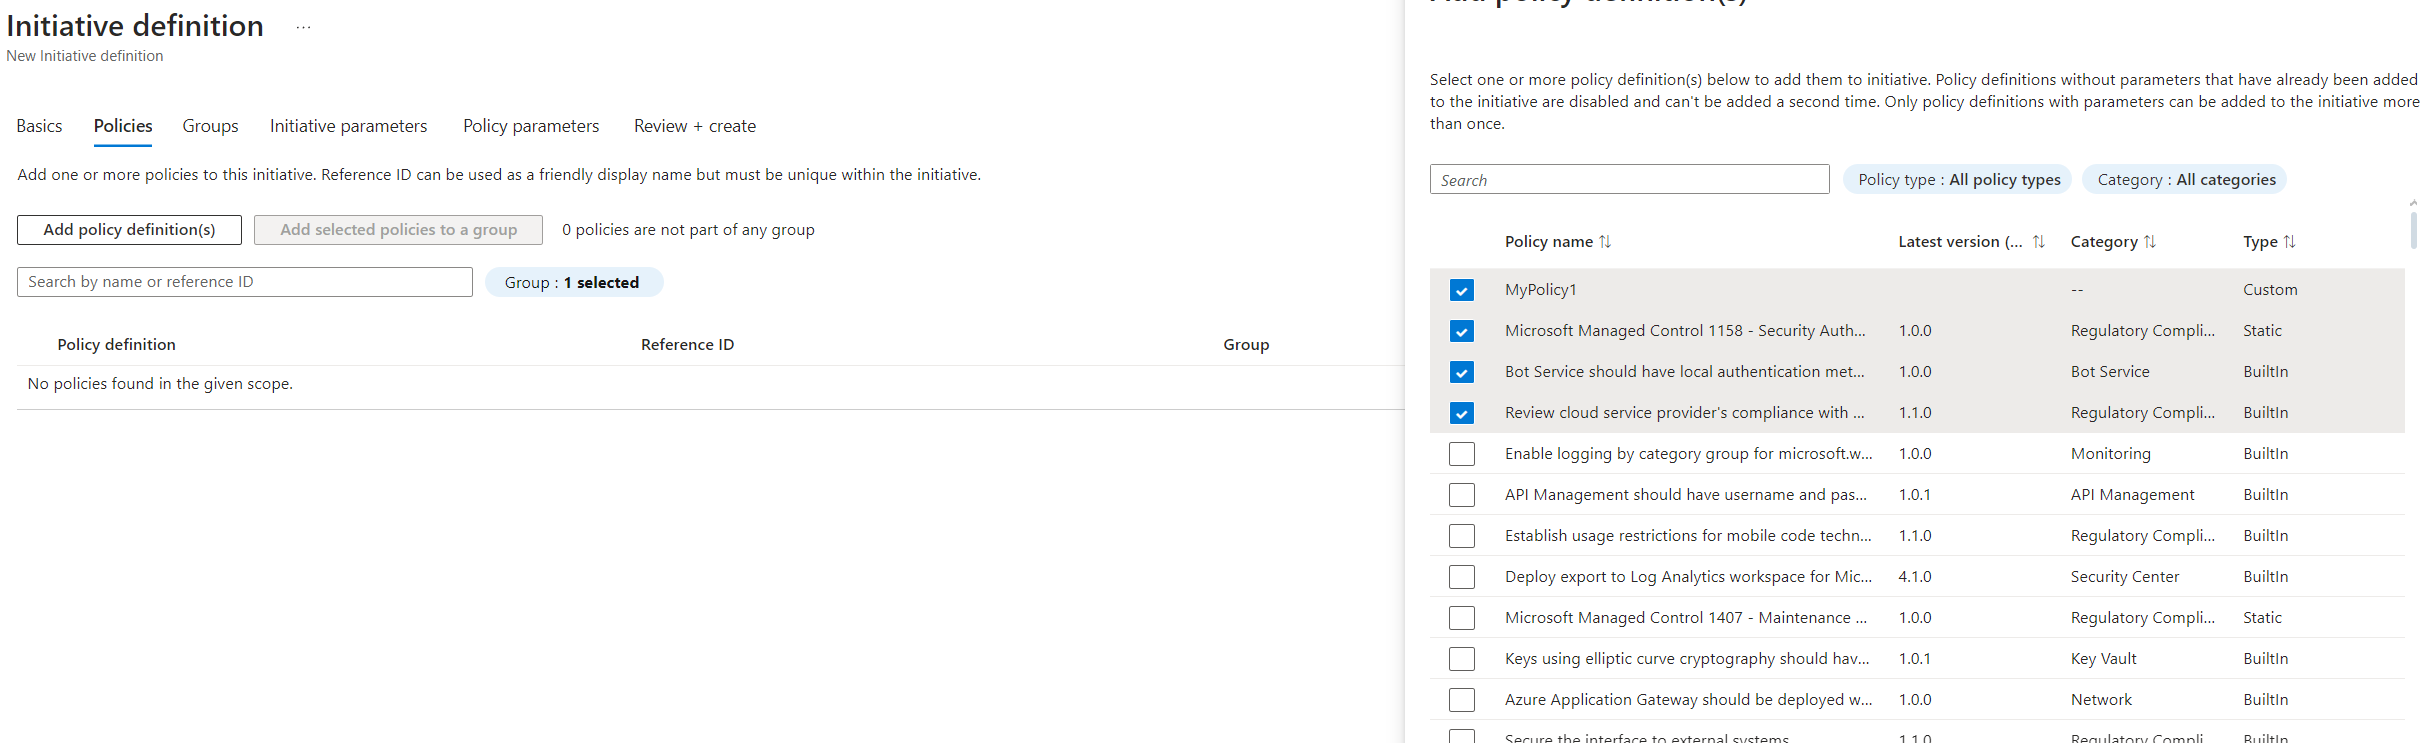 Initiative definition ...
New Initiative definition
Basics Policies Groups Initiative parameters Policy parameters Review + create
Add one or more policies to this initiative. Reference ID can be used as a friendly display name but must be unique within the initiative.
Add policy definition(s) Add selected policies to a group 0 policies are not part of any group
Search by name or reference ID Group : 1 selected
Policy definition Reference ID Group
No policies found in the given scope.
Add policy definition(s)
Select one or more policy definition(s) below to add them to initiative. Policy definitions without parameters that have already been added
to the initiative are disabled and can't be added a second time. Only policy definitions with parameters can be added to the initiative more
than once.
Search Policy type : All policy types Category : All categories
Policy name Latest version (... Category Type
MyPolicy1 -- Custom
Microsoft Managed Control 1158 - Security Auth... 1.0.0 Regulatory Compli... Static
Bot Service should have local authentication met... 1.0.0 Bot Service BuiltIn
Review cloud service provider's compliance with ... 1.1.0 Regulatory Compli... BuiltIn
Enable logging by category group for microsoft.w... 1.0.0 Monitoring BuiltIn
API Management should have username and pas... 1.0.1 API Management BuiltIn
Establish usage restrictions for mobile code techn... 1.1.0 Regulatory Compli... BuiltIn
Deploy export to Log Analytics workspace for Mic... 4.1.0 Security Center BuiltIn
Microsoft Managed Control 1407 - Maintenance ... 1.0.0 Regulatory Compli... Static
Keys using elliptic curve cryptography should hav... 1.0.1 Key Vault BuiltIn
Azure Application Gateway should be deployed w... 1.0.0 Network BuiltIn
Secure the interface to external systems 1.1.0 Regulatory Compli... BuiltIn